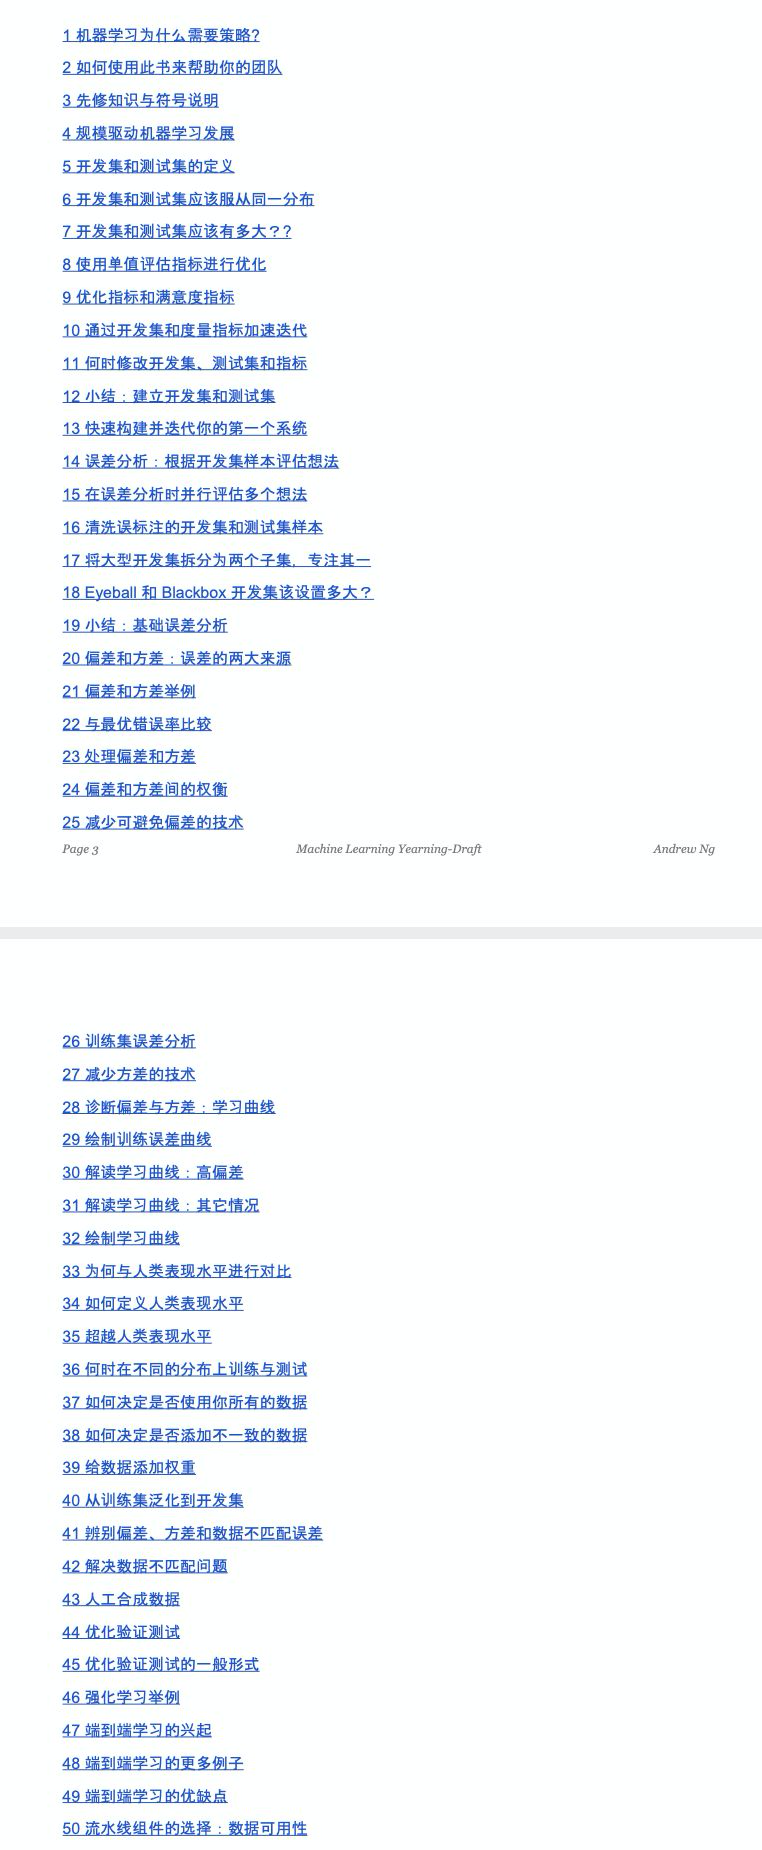 1 机器学习为什么需要策略?
2 如何使用此书来帮助你的团队
3 先修知识与符号说明
4 规模驱动机器学习发展
5 开发集和测试集的定义
6 开发集和测试集应该服从同一分布
7 开发集和测试集应该有多大？?
8 使用单值评估指标进行优化
9 优化指标和满意度指标
10 通过开发集和度量指标加速迭代
11 何时修改开发集、测试集和指标
12 小结：建立开发集和测试集
13 快速构建并迭代你的第一个系统
14 误差分析：根据开发集样本评估想法
15 在误差分析时并行评估多个想法
16 清洗误标注的开发集和测试集样本
17 将大型开发集拆分为两个子集，专注其一
18 Eyeball 和 Blackbox 开发集该设置多大？
19 小结：基础误差分析
20 偏差和方差：误差的两大来源
21 偏差和方差举例
22 与最优错误率比较
23 处理偏差和方差
24 偏差和方差间的权衡
25 减少可避免偏差的技术
Page 3 Machine Learning Yearning-Draft Andrew Ng
26 训练集误差分析
27 减少方差的技术
28 诊断偏差与方差：学习曲线
29 绘制训练误差曲线
30 解读学习曲线：高偏差
31 解读学习曲线：其它情况
32 绘制学习曲线
33 为何与人类表现水平进行对比
34 如何定义人类表现水平
35 超越人类表现水平
36 何时在不同的分布上训练与测试
37 如何决定是否使用你所有的数据
38 如何决定是否添加不一致的数据
39 给数据添加权重
40 从训练集泛化到开发集
41 辨别偏差、方差和数据不匹配误差
42 解决数据不匹配问题
43 人工合成数据
44 优化验证测试
45 优化验证测试的一般形式
46 强化学习举例
47 端到端学习的兴起
48 端到端学习的更多例子
49 端到端学习的优缺点
50 流水线组件的选择：数据可用性